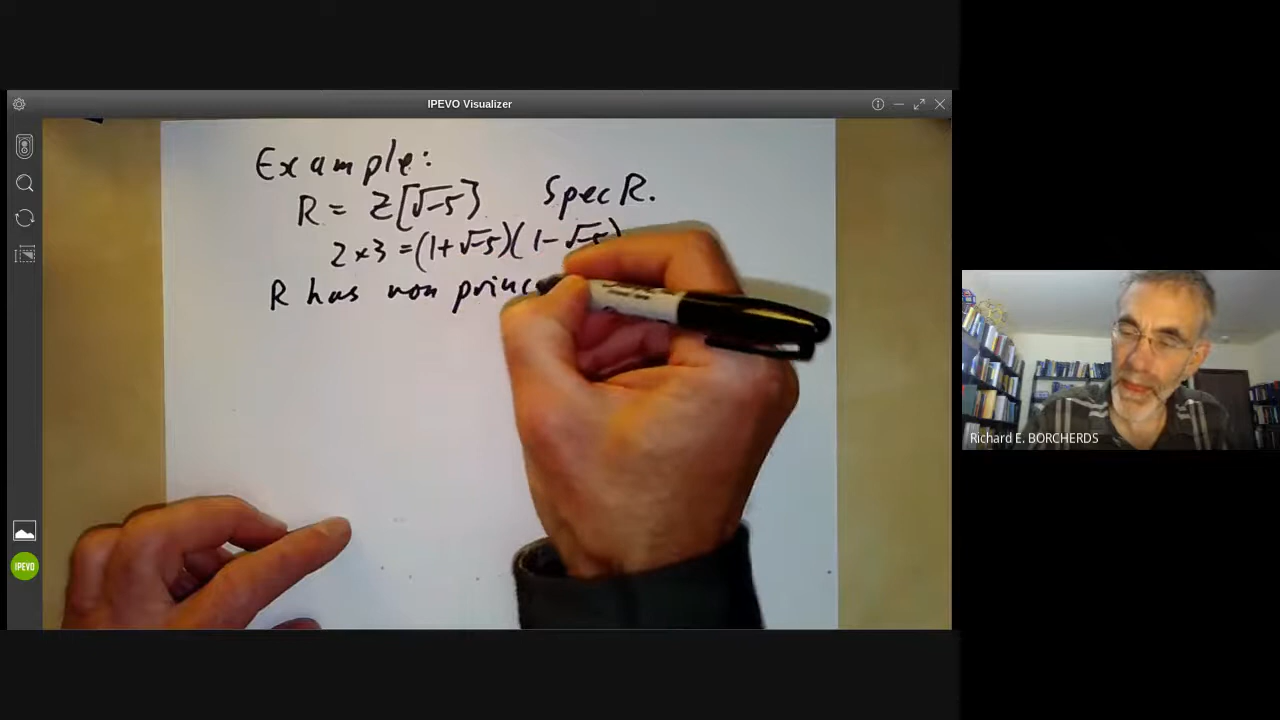 IPEVO Visualizer
Example:
R = Z[√-5] Spec R.
2×3 = (1+√-5)(1-√-5)
R has non princ
Richard E. BORCHERDS
IPEVO